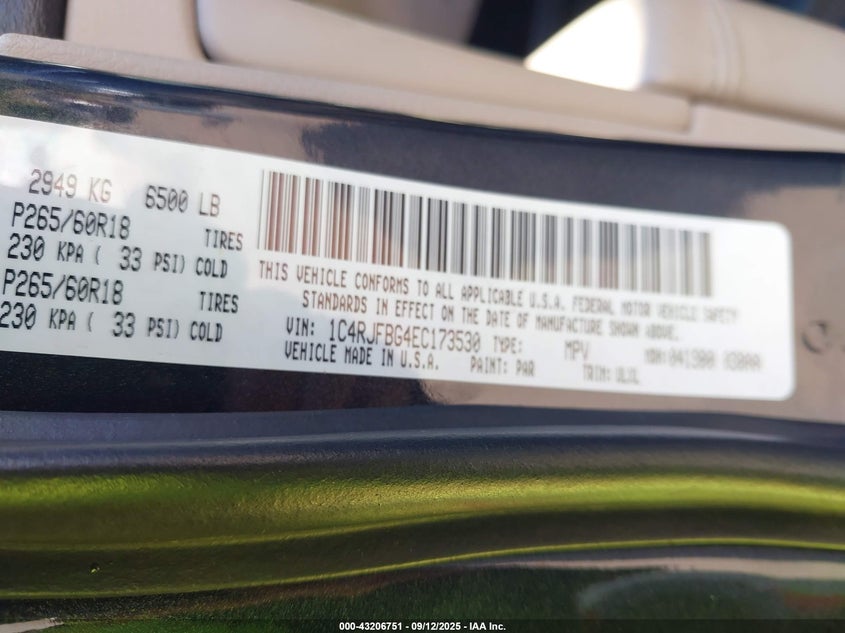 2949 KG 6500 LB
P265/60R18 TIRES
230 KPA ( 33 PSI) COLD
P265/60R18 TIRES
230 KPA ( 33 PSI) COLD
THIS VEHICLE CONFORMS TO ALL APPLICABLE U.S.A. FEDERAL MOTOR VEHICLE SAFETY
STANDARDS IN EFFECT ON THE DATE OF MANUFACTURE SHOWN ABOVE.
VIN: 1C4RJFBG4EC173530 TYPE: MPV MDH:
VEHICLE MADE IN U.S.A. PAINT: PAR TRIM:
000-43206751 - 09/12/2025 - IAA Inc.